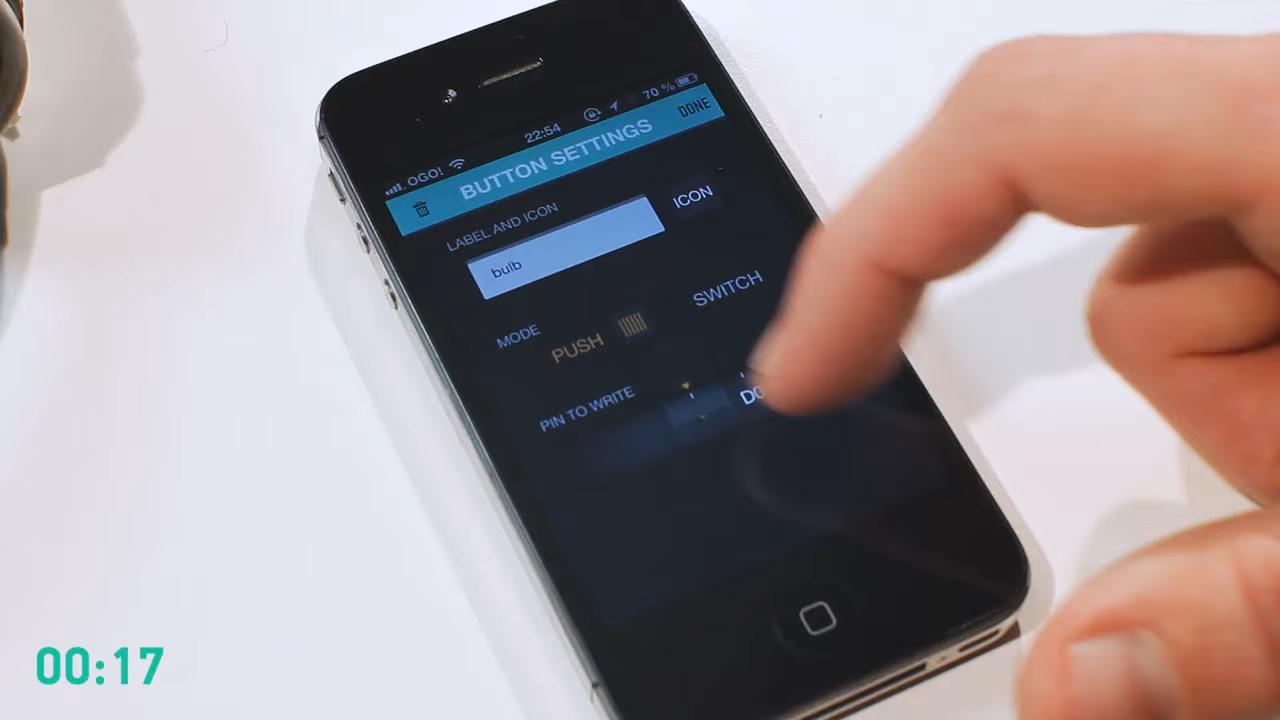 OGO! 22:54 70 %
BUTTON SETTINGS DONE
LABEL AND ICON
bulb ICON
MODE PUSH SWITCH
PIN TO WRITE
00:17